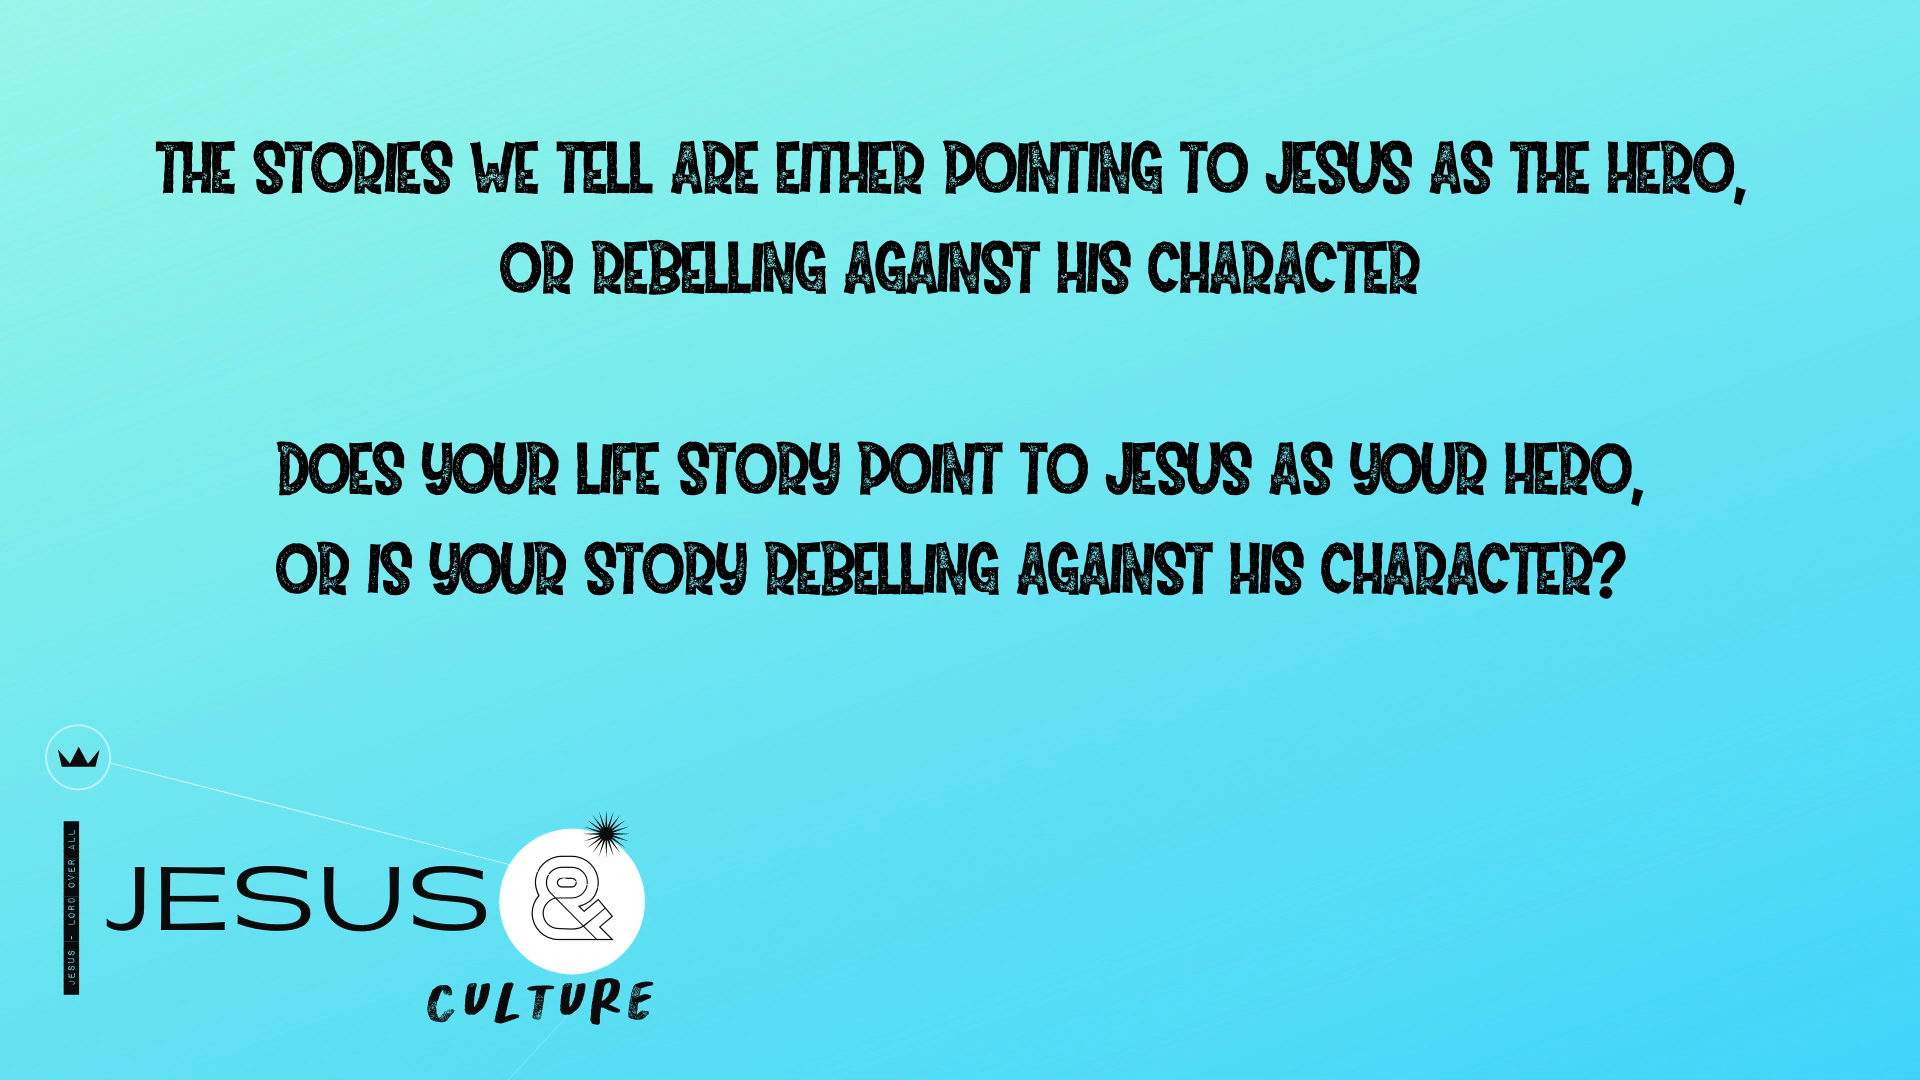 THE STORIES WE TELL ARE EITHER POINTING TO JESUS AS THE HERO,
OR REBELLING AGAINST HIS CHARACTER
DOES YOUR LIFE STORY POINT TO JESUS AS YOUR HERO,
OR IS YOUR STORY REBELLING AGAINST HIS CHARACTER?
JESUS - LORD OVER ALL
JESUS &
CULTURE